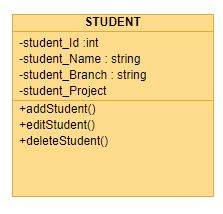 STUDENT
-student_Id :int
-student_Name : string
-student_Branch : string
-student_Project
+addStudent()
+editStudent()
+deleteStudent()